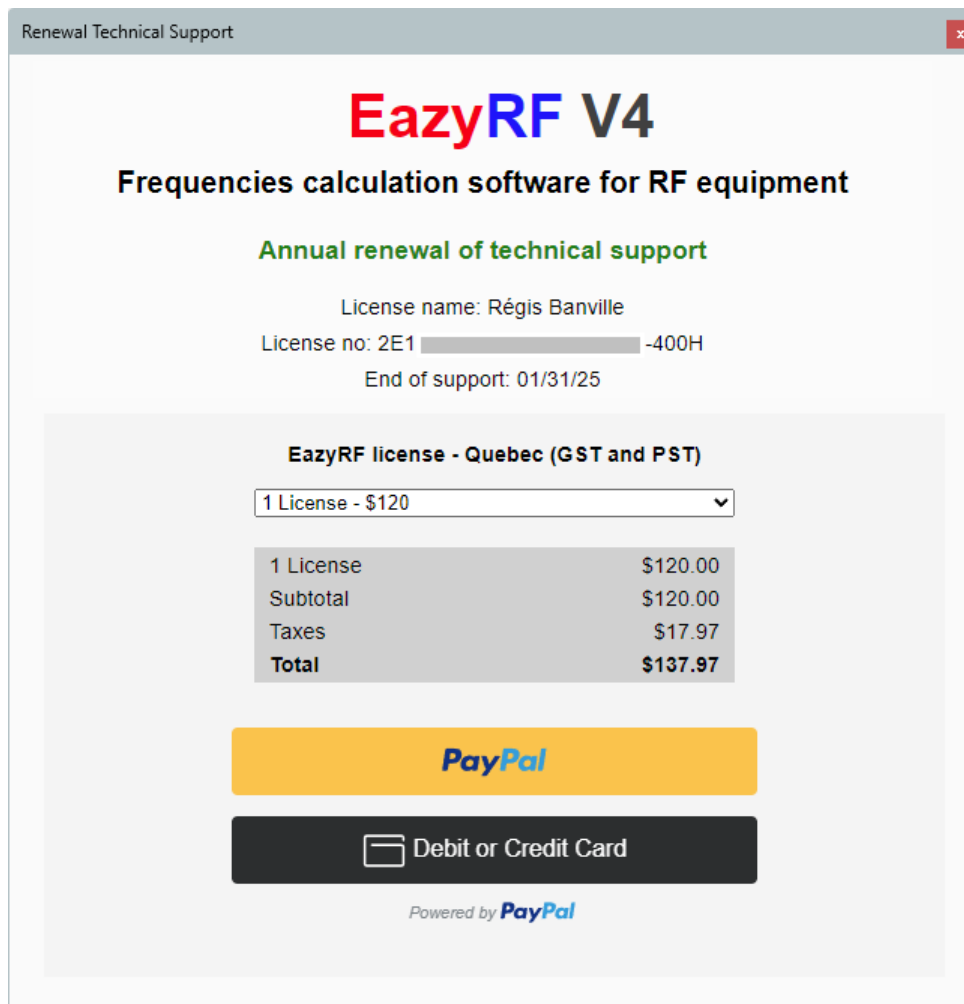 Renewal Technical Support
x
EazyRF V4
Frequencies calculation software for RF equipment
Annual renewal of technical support
License name: Régis Banville
License no: 2E1 -400H
End of support: 01/31/25
EazyRF license - Quebec (GST and PST)
1 License - $120
1 License $120.00
Subtotal $120.00
Taxes $17.97
Total $137.97
PayPal
Debit or Credit Card
Powered by PayPal